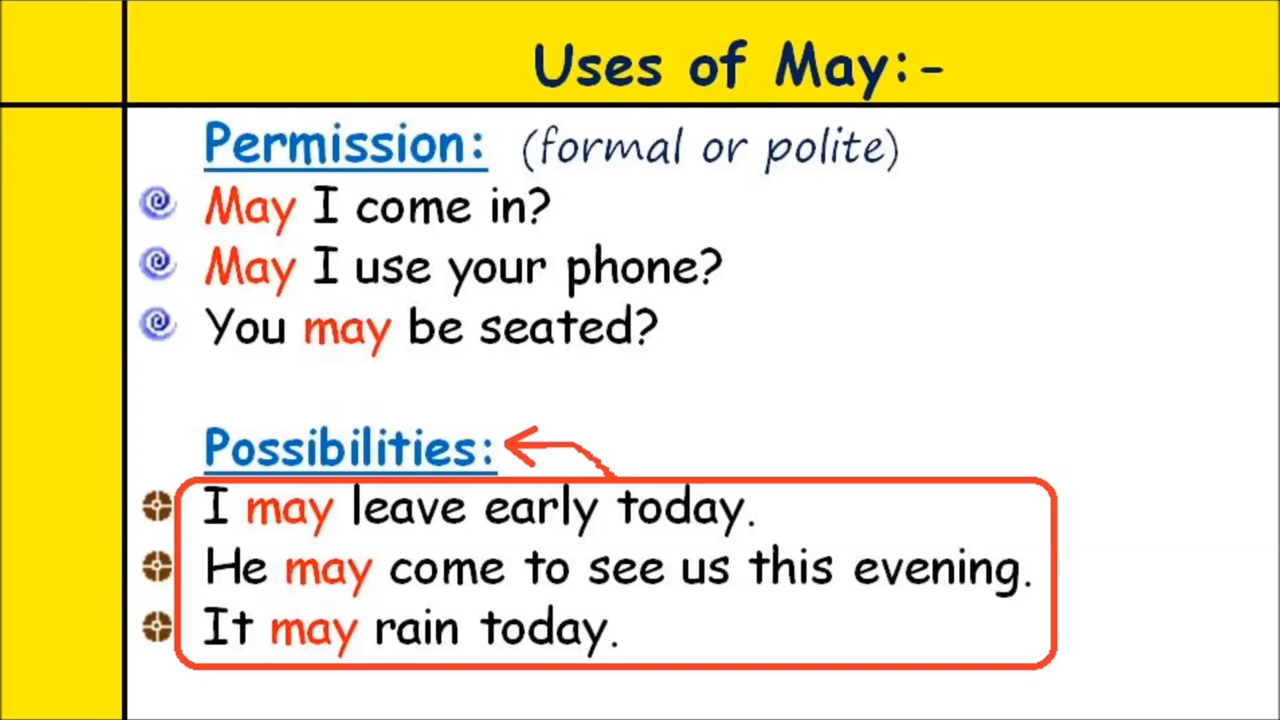 Uses of May:-
Permission: (formal or polite)
May I come in?
May I use your phone?
You may be seated?
Possibilities:
I may leave early today.
He may come to see us this evening.
It may rain today.